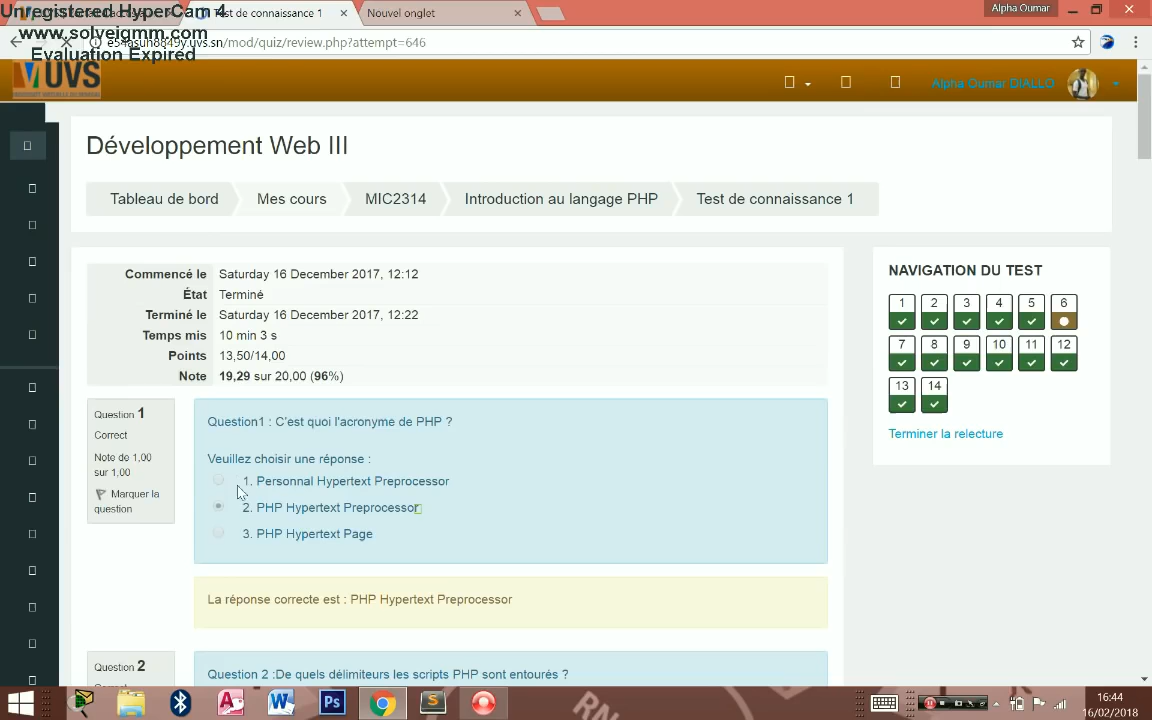 Unregistered HyperCam 4
www.solveigmm.com
Evaluation Expired
Test de connaissance 1
Nouvel onglet
Alpha Oumar
e54asuh8849y.uvs.sn/mod/quiz/review.php?attempt=646
UVS
Alpha Oumar DIALLO
Développement Web III
Tableau de bord
Mes cours
MIC2314
Introduction au langage PHP
Test de connaissance 1
Commencé le Saturday 16 December 2017, 12:12
État Terminé
Terminé le Saturday 16 December 2017, 12:22
Temps mis 10 min 3 s
Points 13,50/14,00
Note 19,29 sur 20,00 (96%)
NAVIGATION DU TEST
1 2 3 4 5 6
7 8 9 10 11 12
13 14
Terminer la relecture
Question 1
Correct
Note de 1,00
sur 1,00
Marquer la
question
Question1 : C'est quoi l'acronyme de PHP ?
Veuillez choisir une réponse :
1. Personnal Hypertext Preprocessor
2. PHP Hypertext Preprocessor
3. PHP Hypertext Page
La réponse correcte est : PHP Hypertext Preprocessor
Question 2
Correct
Question 2 :De quels délimiteurs les scripts PHP sont entourés ?
16:44
16/02/2018